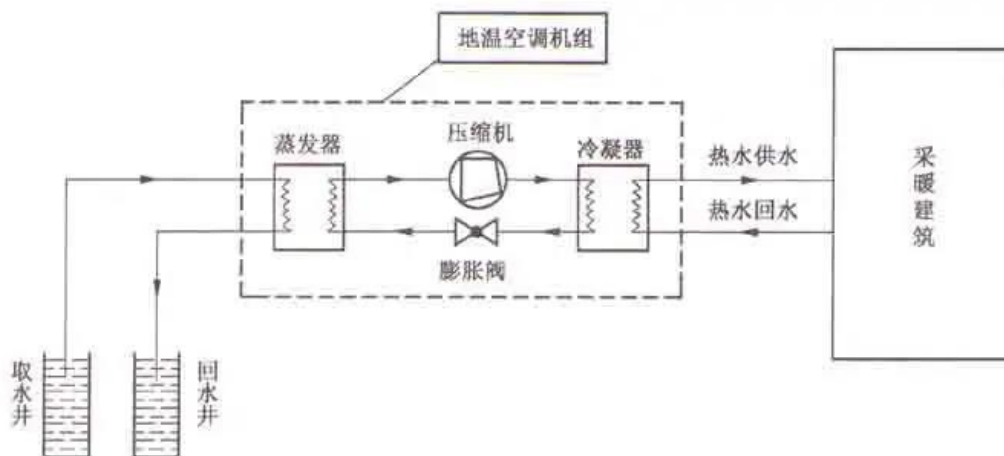 地温空调机组
蒸发器
压缩机
冷凝器
膨胀阀
热水供水
热水回水
采暖建筑
取水井
回水井